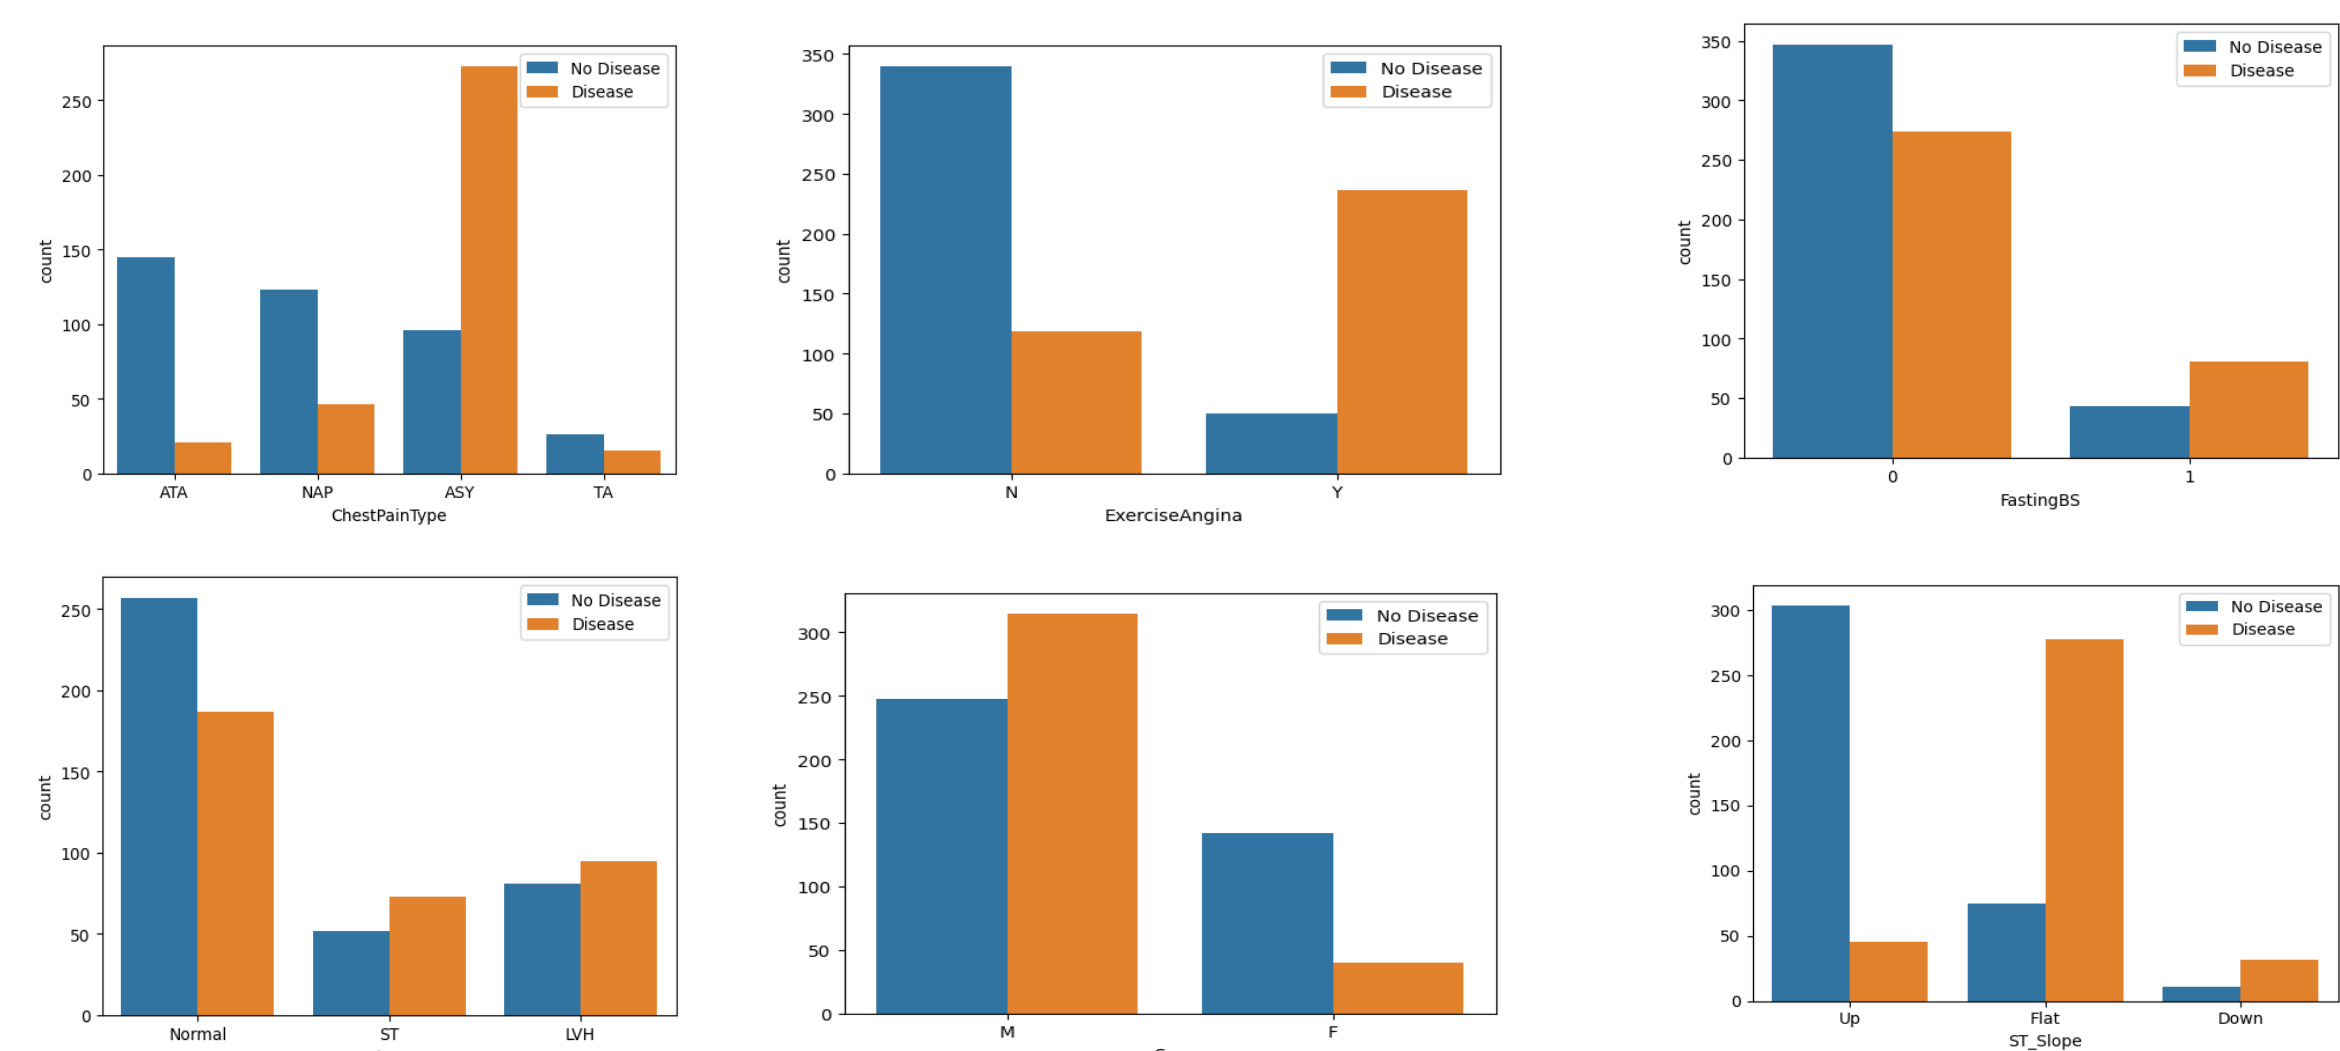 No Disease
Disease
250
200
150
100
50
0
count
ATA NAP ASY TA
ChestPainType
No Disease
Disease
350
300
250
200
150
100
50
0
count
N Y
ExerciseAngina
No Disease
Disease
350
300
250
200
150
100
50
0
count
0 1
FastingBS
No Disease
Disease
250
200
150
100
50
0
count
Normal ST LVH
No Disease
Disease
300
250
200
150
100
50
0
count
M F
No Disease
Disease
300
250
200
150
100
50
0
count
Up Flat Down
ST_Slope